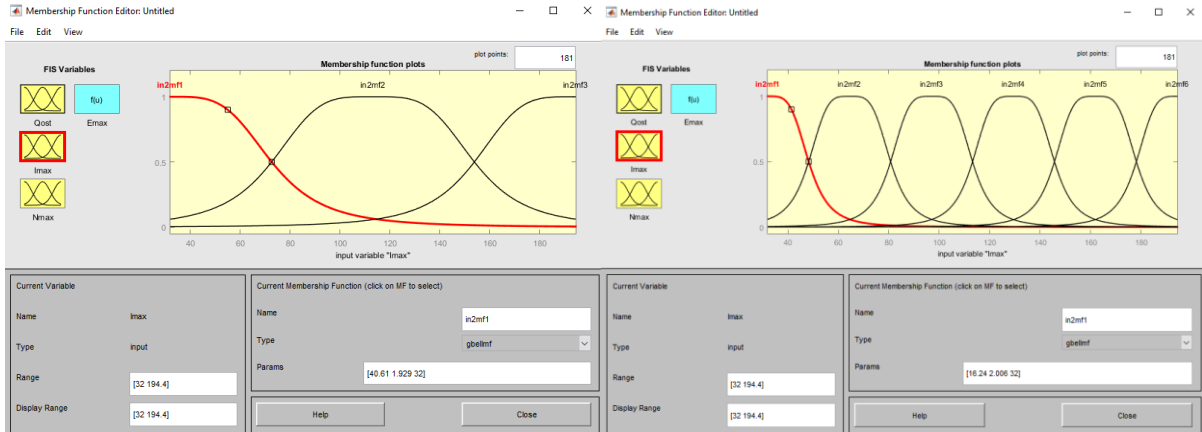 Membership Function Editor: Untitled
File Edit View
FIS Variables
Qost
f(u)
Emax
Imax
Nmax
plot points:
181
Membership function plots
in2mf1
in2mf2
in2mf3
1
0.5
0
40 60 80 100 120 140 160 180
input variable "Imax"
Current Variable
Name Imax
Type input
Range [32 194.4]
Display Range [32 194.4]
Current Membership Function (click on MF to select)
Name in2mf1
Type gbellmf
Params [40.61 1.929 32]
Help Close
Membership Function Editor: Untitled
File Edit View
FIS Variables
Qost
f(u)
Emax
Imax
Nmax
plot points:
181
Membership function plots
in2mf1 in2mf2 in2mf3 in2mf4 in2mf5 in2mf6
1
0.5
0
40 60 80 100 120 140 160 180
input variable "Imax"
Current Variable
Name Imax
Type input
Range [32 194.4]
Display Range [32 194.4]
Current Membership Function (click on MF to select)
Name in2mf1
Type gbellmf
Params [16.24 2.006 32]
Help Close